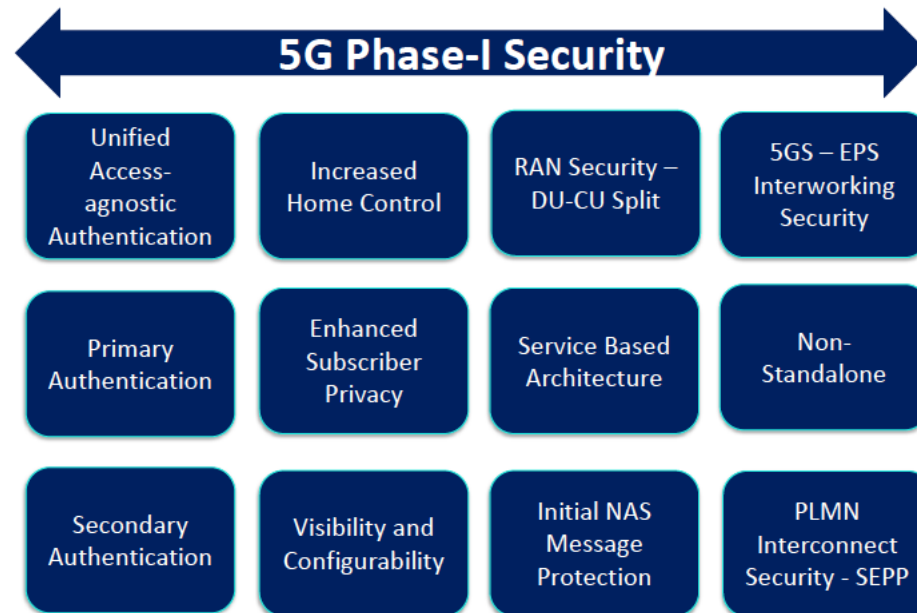 5G Phase-I Security
Unified
Access-
agnostic
Authentication
Increased
Home Control
RAN Security –
DU-CU Split
5GS – EPS
Interworking
Security
Primary
Authentication
Enhanced
Subscriber
Privacy
Service Based
Architecture
Non-
Standalone
Secondary
Authentication
Visibility and
Configurability
Initial NAS
Message
Protection
PLMN
Interconnect
Security - SEPP